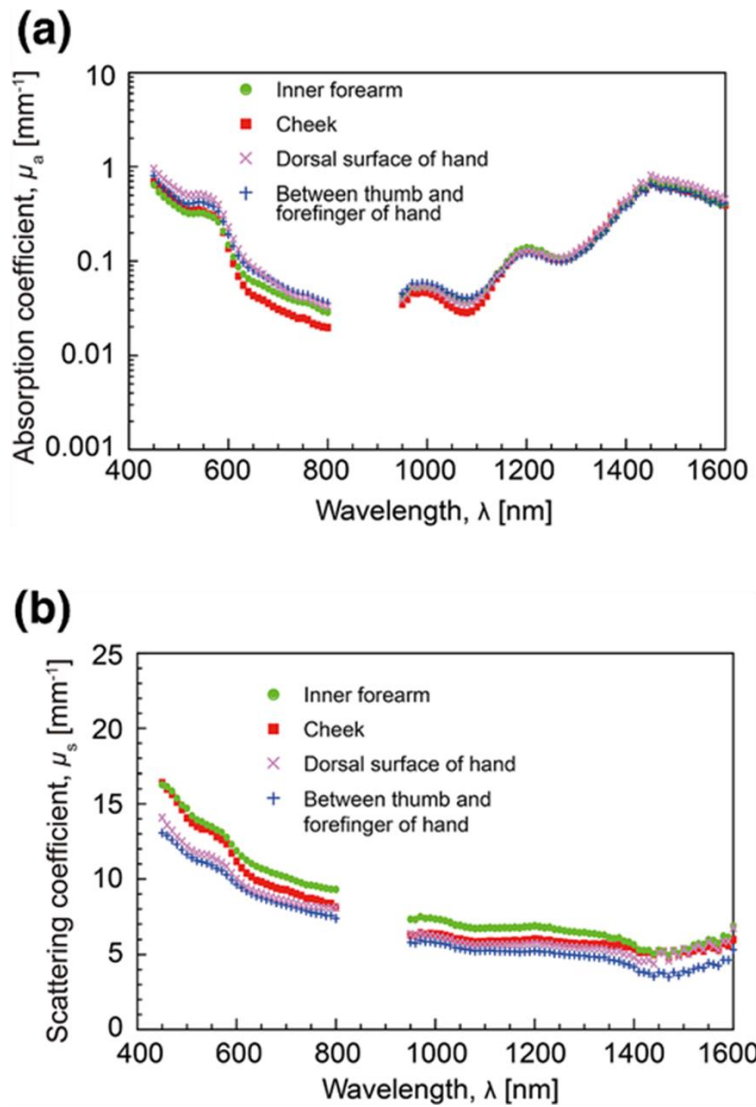 (a)
Absorption coefficient, μa [mm-1]
10
1
0.1
0.01
0.001
Inner forearm
Cheek
Dorsal surface of hand
Between thumb and
forefinger of hand
400 600 800 1000 1200 1400 1600
Wavelength, λ [nm]
(b)
Scattering coefficient, μs [mm-1]
25
20
15
10
5
0
Inner forearm
Cheek
Dorsal surface of hand
Between thumb and
forefinger of hand
400 600 800 1000 1200 1400 1600
Wavelength, λ [nm]